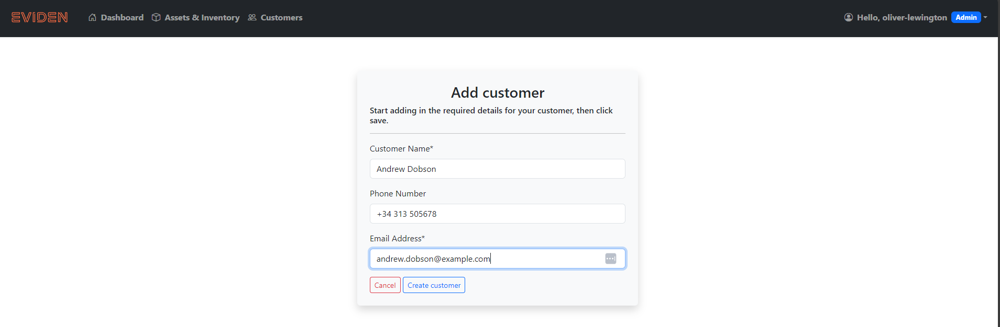 EVIDEN Dashboard Assets & Inventory Customers Hello, oliver-lewington Admin
Add customer
Start adding in the required details for your customer, then click
save.
Customer Name*
Andrew Dobson
Phone Number
+34 313 505678
Email Address*
andrew.dobson@example.com
Cancel Create customer